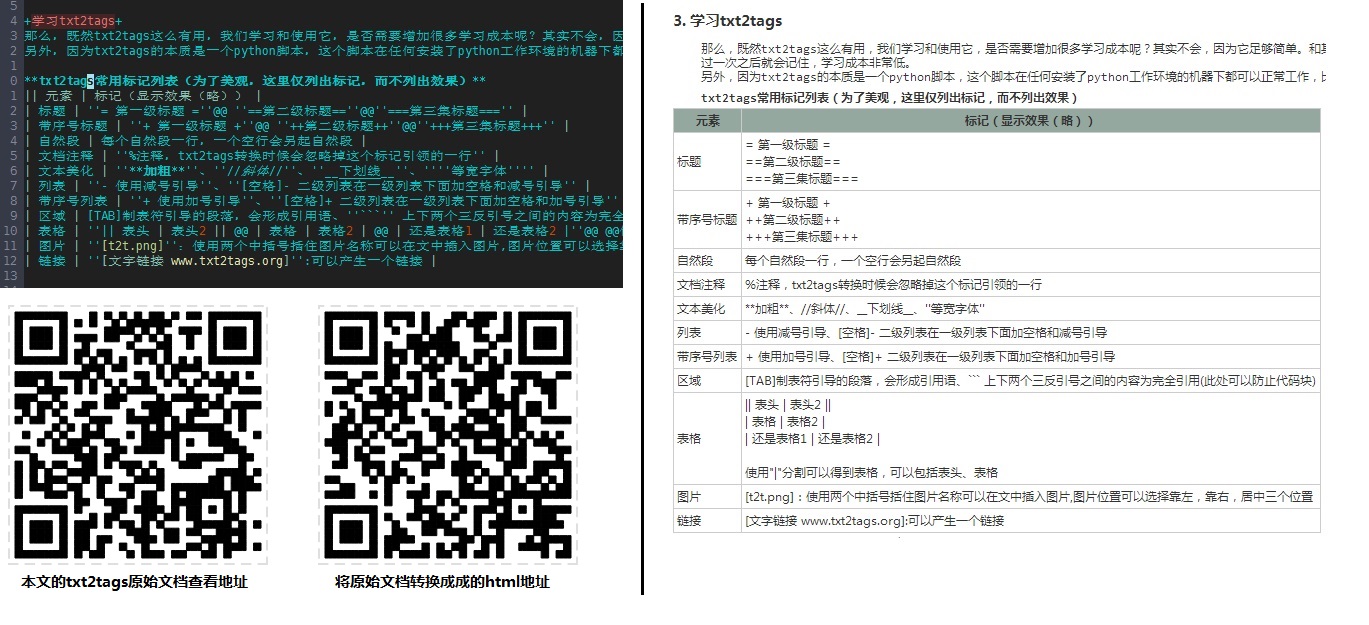 5
4 +学习txt2tags+
3 那么，既然txt2tags这么有用，我们学习和使用它，是否需要增加很多学习成本呢？其实不会，因
2 另外，因为txt2tags的本质是一个python脚本，这个脚本在任何安装了python工作环境的机器下都
1
0 **txt2tags常用标记列表（为了美观，这里仅列出标记，而不列出效果）**
1 || 元素 | 标记（显示效果（略）） |
2 | 标题 | ''= 第一级标题 =''@@ ''==第二级标题==''@@''===第三集标题==='' |
3 | 带序号标题 | ''+ 第一级标题 +''@@ ''++第二级标题++''@@''+++第三集标题+++'' |
4 | 自然段 | 每个自然段一行，一个空行会另起自然段 |
5 | 文档注释 | ''%注释，txt2tags转换时候会忽略掉这个标记引领的一行'' |
6 | 文本美化 | ''**加粗**''、''//斜体//''、''__下划线__''、''''等宽字体'''' |
7 | 列表 | ''- 使用减号引导''、''[空格]- 二级列表在一级列表下面加空格和减号引导'' |
8 | 带序号列表 | ''+ 使用加号引导''、''[空格]+ 二级列表在一级列表下面加空格和加号引导''
9 | 区域 | [TAB]制表符引导的段落，会形成引用语、''```'' 上下两个三反引号之间的内容为完全
10 | 表格 | ''|| 表头 | 表头2 || @@ | 表格 | 表格2 | @@ | 还是表格1 | 还是表格2 |''@@ @@
11 | 图片 | ''[t2t.png]''：使用两个中括号括住图片名称可以在文中插入图片,图片位置可以选择
12 | 链接 | ''[文字链接 www.txt2tags.org]'':可以产生一个链接 |
13
本文的txt2tags原始文档查看地址
将原始文档转换成成的html地址
3. 学习txt2tags
那么，既然txt2tags这么有用，我们学习和使用它，是否需要增加很多学习成本呢？其实不会，因为它足够简单。和其
过一次之后就会记住，学习成本非常低。
另外，因为txt2tags的本质是一个python脚本，这个脚本在任何安装了python工作环境的机器下都可以正常工作，比
txt2tags常用标记列表（为了美观，这里仅列出标记，而不列出效果）
元素 标记（显示效果（略））
标题 = 第一级标题 =
==第二级标题==
===第三集标题===
带序号标题 + 第一级标题 +
++第二级标题++
+++第三集标题+++
自然段 每个自然段一行，一个空行会另起自然段
文档注释 %注释，txt2tags转换时候会忽略掉这个标记引领的一行
文本美化 **加粗**、//斜体//、__下划线__、''等宽字体''
列表 - 使用减号引导、[空格]- 二级列表在一级列表下面加空格和减号引导
带序号列表 + 使用加号引导、[空格]+ 二级列表在一级列表下面加空格和加号引导
区域 [TAB]制表符引导的段落，会形成引用语、``` 上下两个三反引号之间的内容为完全引用(此处可以防止代码块)
表格 || 表头 | 表头2 ||
| 表格 | 表格2 |
| 还是表格1 | 还是表格2 |
使用"|"分割可以得到表格，可以包括表头、表格
图片 [t2t.png]：使用两个中括号括住图片名称可以在文中插入图片,图片位置可以选择靠左，靠右，居中三个位置
链接 [文字链接 www.txt2tags.org]:可以产生一个链接